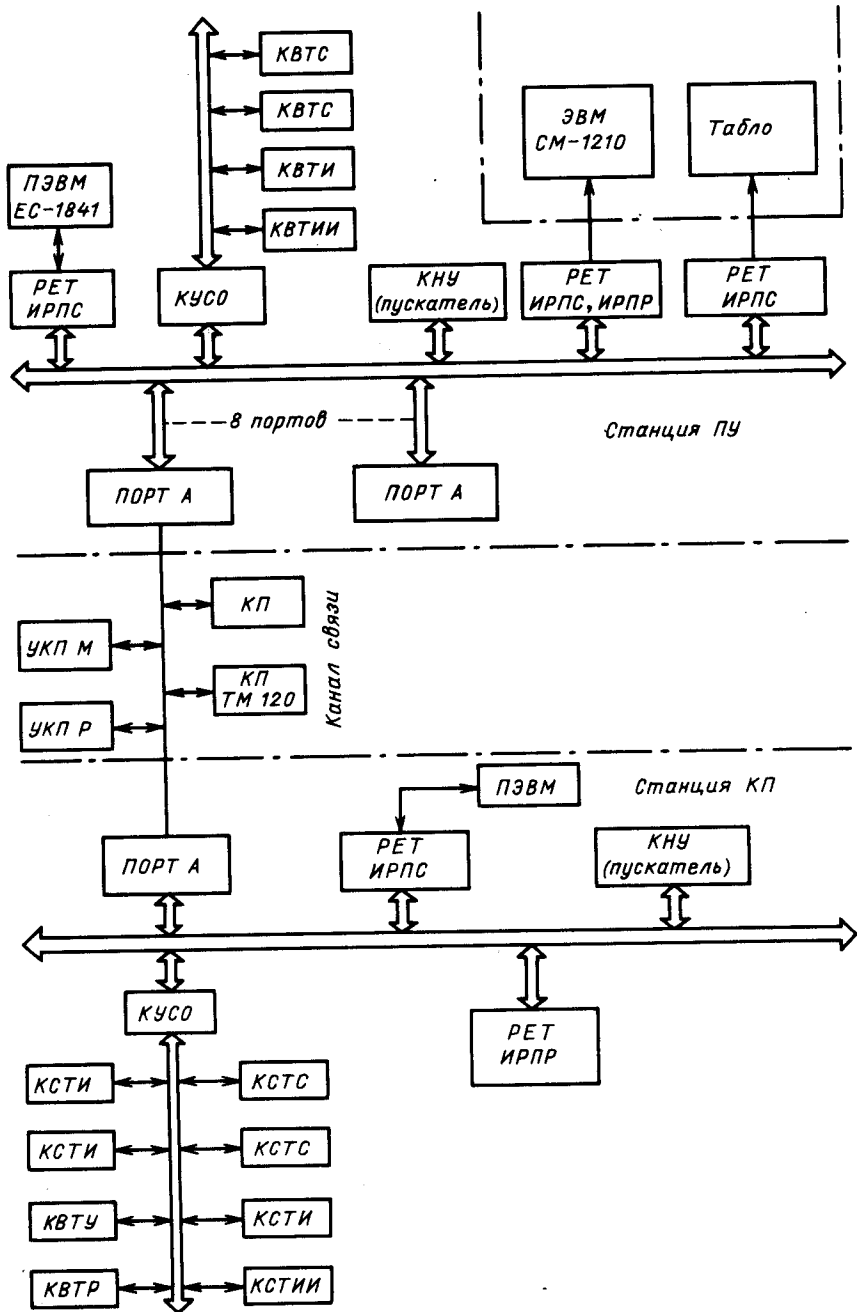 КВТС
КВТС
КВТИ
КВТИИ
ПЭВМ
ЕС-1841
ЭВМ
СМ-1210
Табло
РЕТ
ИРПС
КУСО
КНУ
(пускатель)
РЕТ
ИРПС, ИРПР
РЕТ
ИРПС
8 портов
Станция ПУ
ПОРТ А
ПОРТ А
КП
УКП М
КП
ТМ 120
УКП Р
Канал связи
ПЭВМ
Станция КП
ПОРТ А
РЕТ
ИРПС
КНУ
(пускатель)
КУСО
РЕТ
ИРПР
КСТИ
КСТС
КСТИ
КСТС
КВТУ
КСТИ
КВТР
КСТИИ